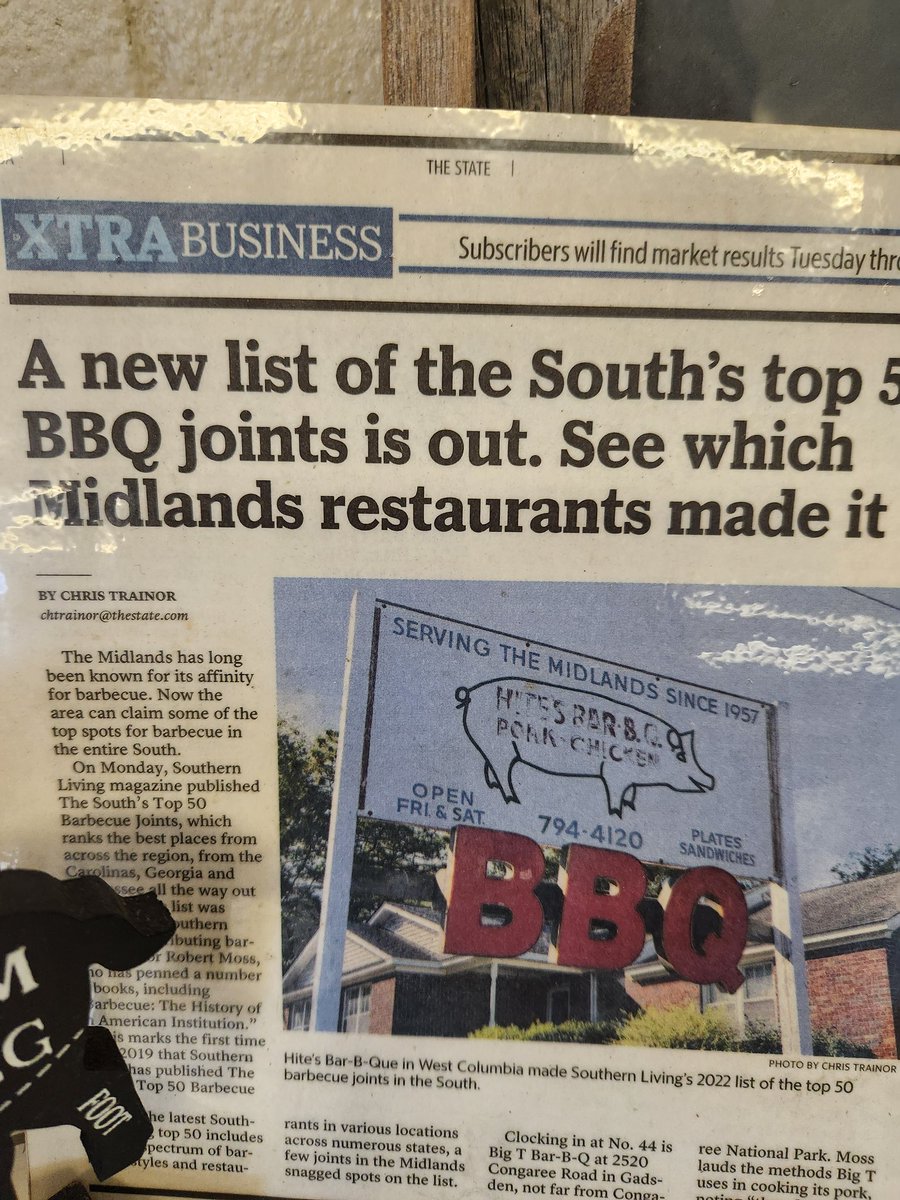 THE STATE |
XTRA BUSINESS
Subscribers will find market results Tuesday thro
A new list of the South's top 5
BBQ joints is out. See which
Midlands restaurants made it
BY CHRIS TRAINOR
chtrainor@thestate.com
The Midlands has long
been known for its affinity
for barbecue. Now the
area can claim some of the
top spots for barbecue in
the entire South.
On Monday, Southern
Living magazine published
The South's Top 50
Barbecue Joints, which
ranks the best places from
across the region, from the
Carolinas, Georgia and
ssee all the way out
list was
outhern
ibuting bar-
or Robert Moss,
ho has penned a number
books, including
arbecue: The History of
American Institution."
is marks the first time
2019 that Southern
has published The
Top 50 Barbecue
he latest South-
top 50 includes
pectrum of bar-
styles and restau-
SERVING THE MIDLANDS SINCE 1957
HITE'S BAR-B.Q.
PORK-CHICKEN
OPEN
FRI. & SAT.
794-4120
PLATES
SANDWICHES
BBQ
PHOTO BY CHRIS TRAINOR
Hite's Bar-B-Que in West Columbia made Southern Living's 2022 list of the top 50
barbecue joints in the South.
rants in various locations
across numerous states, a
few joints in the Midlands
snagged spots on the list.
Clocking in at No. 44 is
Big T Bar-B-Q at 2520
Congaree Road in Gads-
den, not far from Conga-
ree National Park. Moss
lauds the methods Big T
uses in cooking its pork,
M
G
FOOT